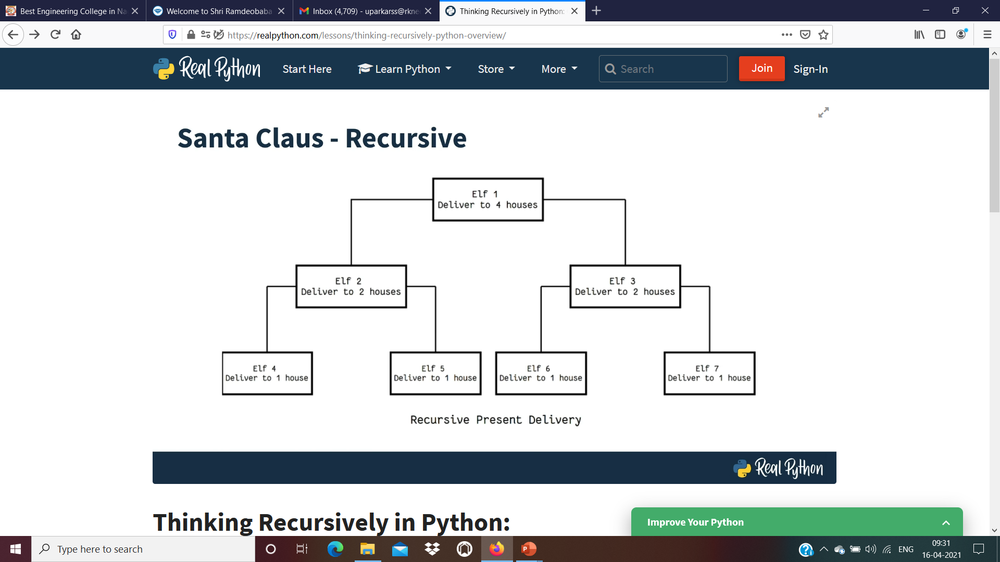 Best Engineering College in Na
Welcome to Shri Ramdeobaba
Inbox (4,709) - uparkarss@rkne
Thinking Recursively in Python:
https://realpython.com/lessons/thinking-recursively-python-overview/
Real Python
Start Here
Learn Python
Store
More
Search
Join
Sign-In
Santa Claus - Recursive
Elf 1
Deliver to 4 houses
Elf 2
Deliver to 2 houses
Elf 3
Deliver to 2 houses
Elf 4
Deliver to 1 house
Elf 5
Deliver to 1 house
Elf 6
Deliver to 1 house
Elf 7
Deliver to 1 house
Recursive Present Delivery
Real Python
Thinking Recursively in Python:
Improve Your Python
Type here to search
ENG
09:31
16-04-2021